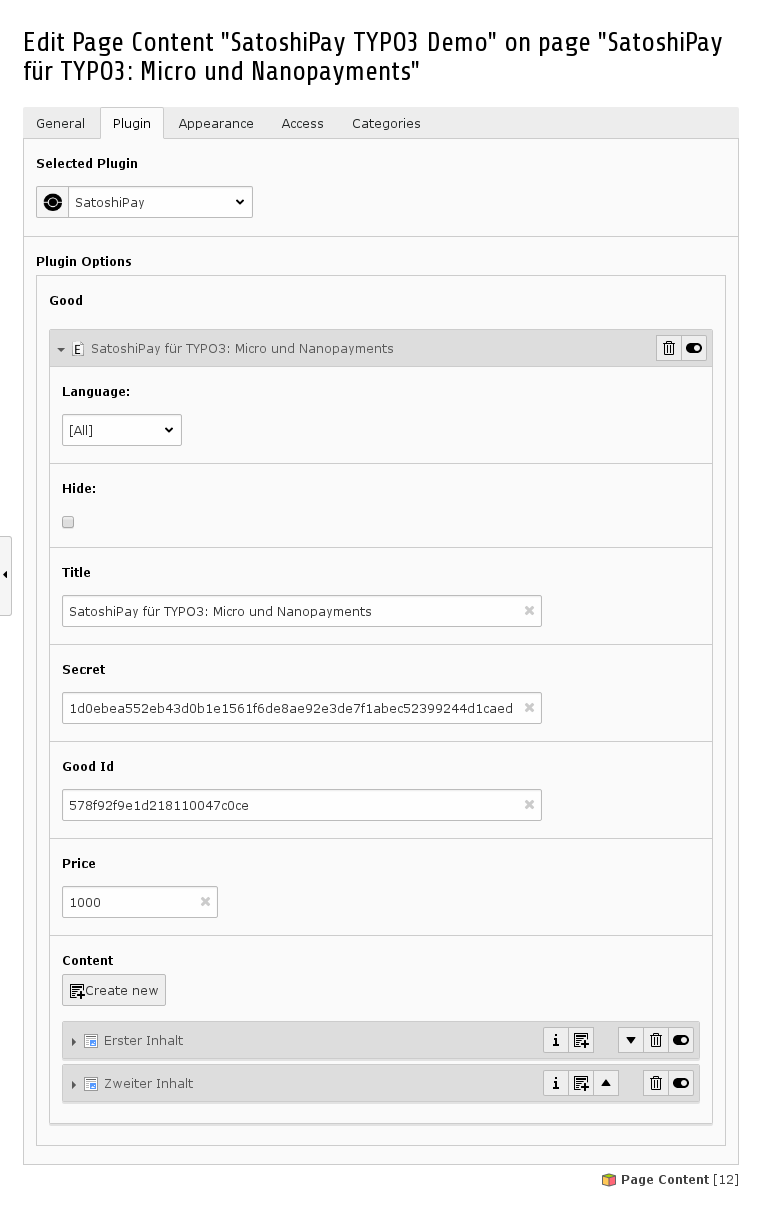 Edit Page Content "SatoshiPay TYPO3 Demo" on page "SatoshiPay
für TYPO3: Micro und Nanopayments"
General Plugin Appearance Access Categories
Selected Plugin
SatoshiPay
Plugin Options
Good
SatoshiPay für TYPO3: Micro und Nanopayments
Language:
[All]
Hide:
Title
SatoshiPay für TYPO3: Micro und Nanopayments
Secret
1d0ebea552eb43d0b1e1561f6de8ae92e3de7f1abec52399244d1caed
Good Id
578f92f9e1d218110047c0ce
Price
1000
Content
Create new
Erster Inhalt
Zweiter Inhalt
Page Content [12]